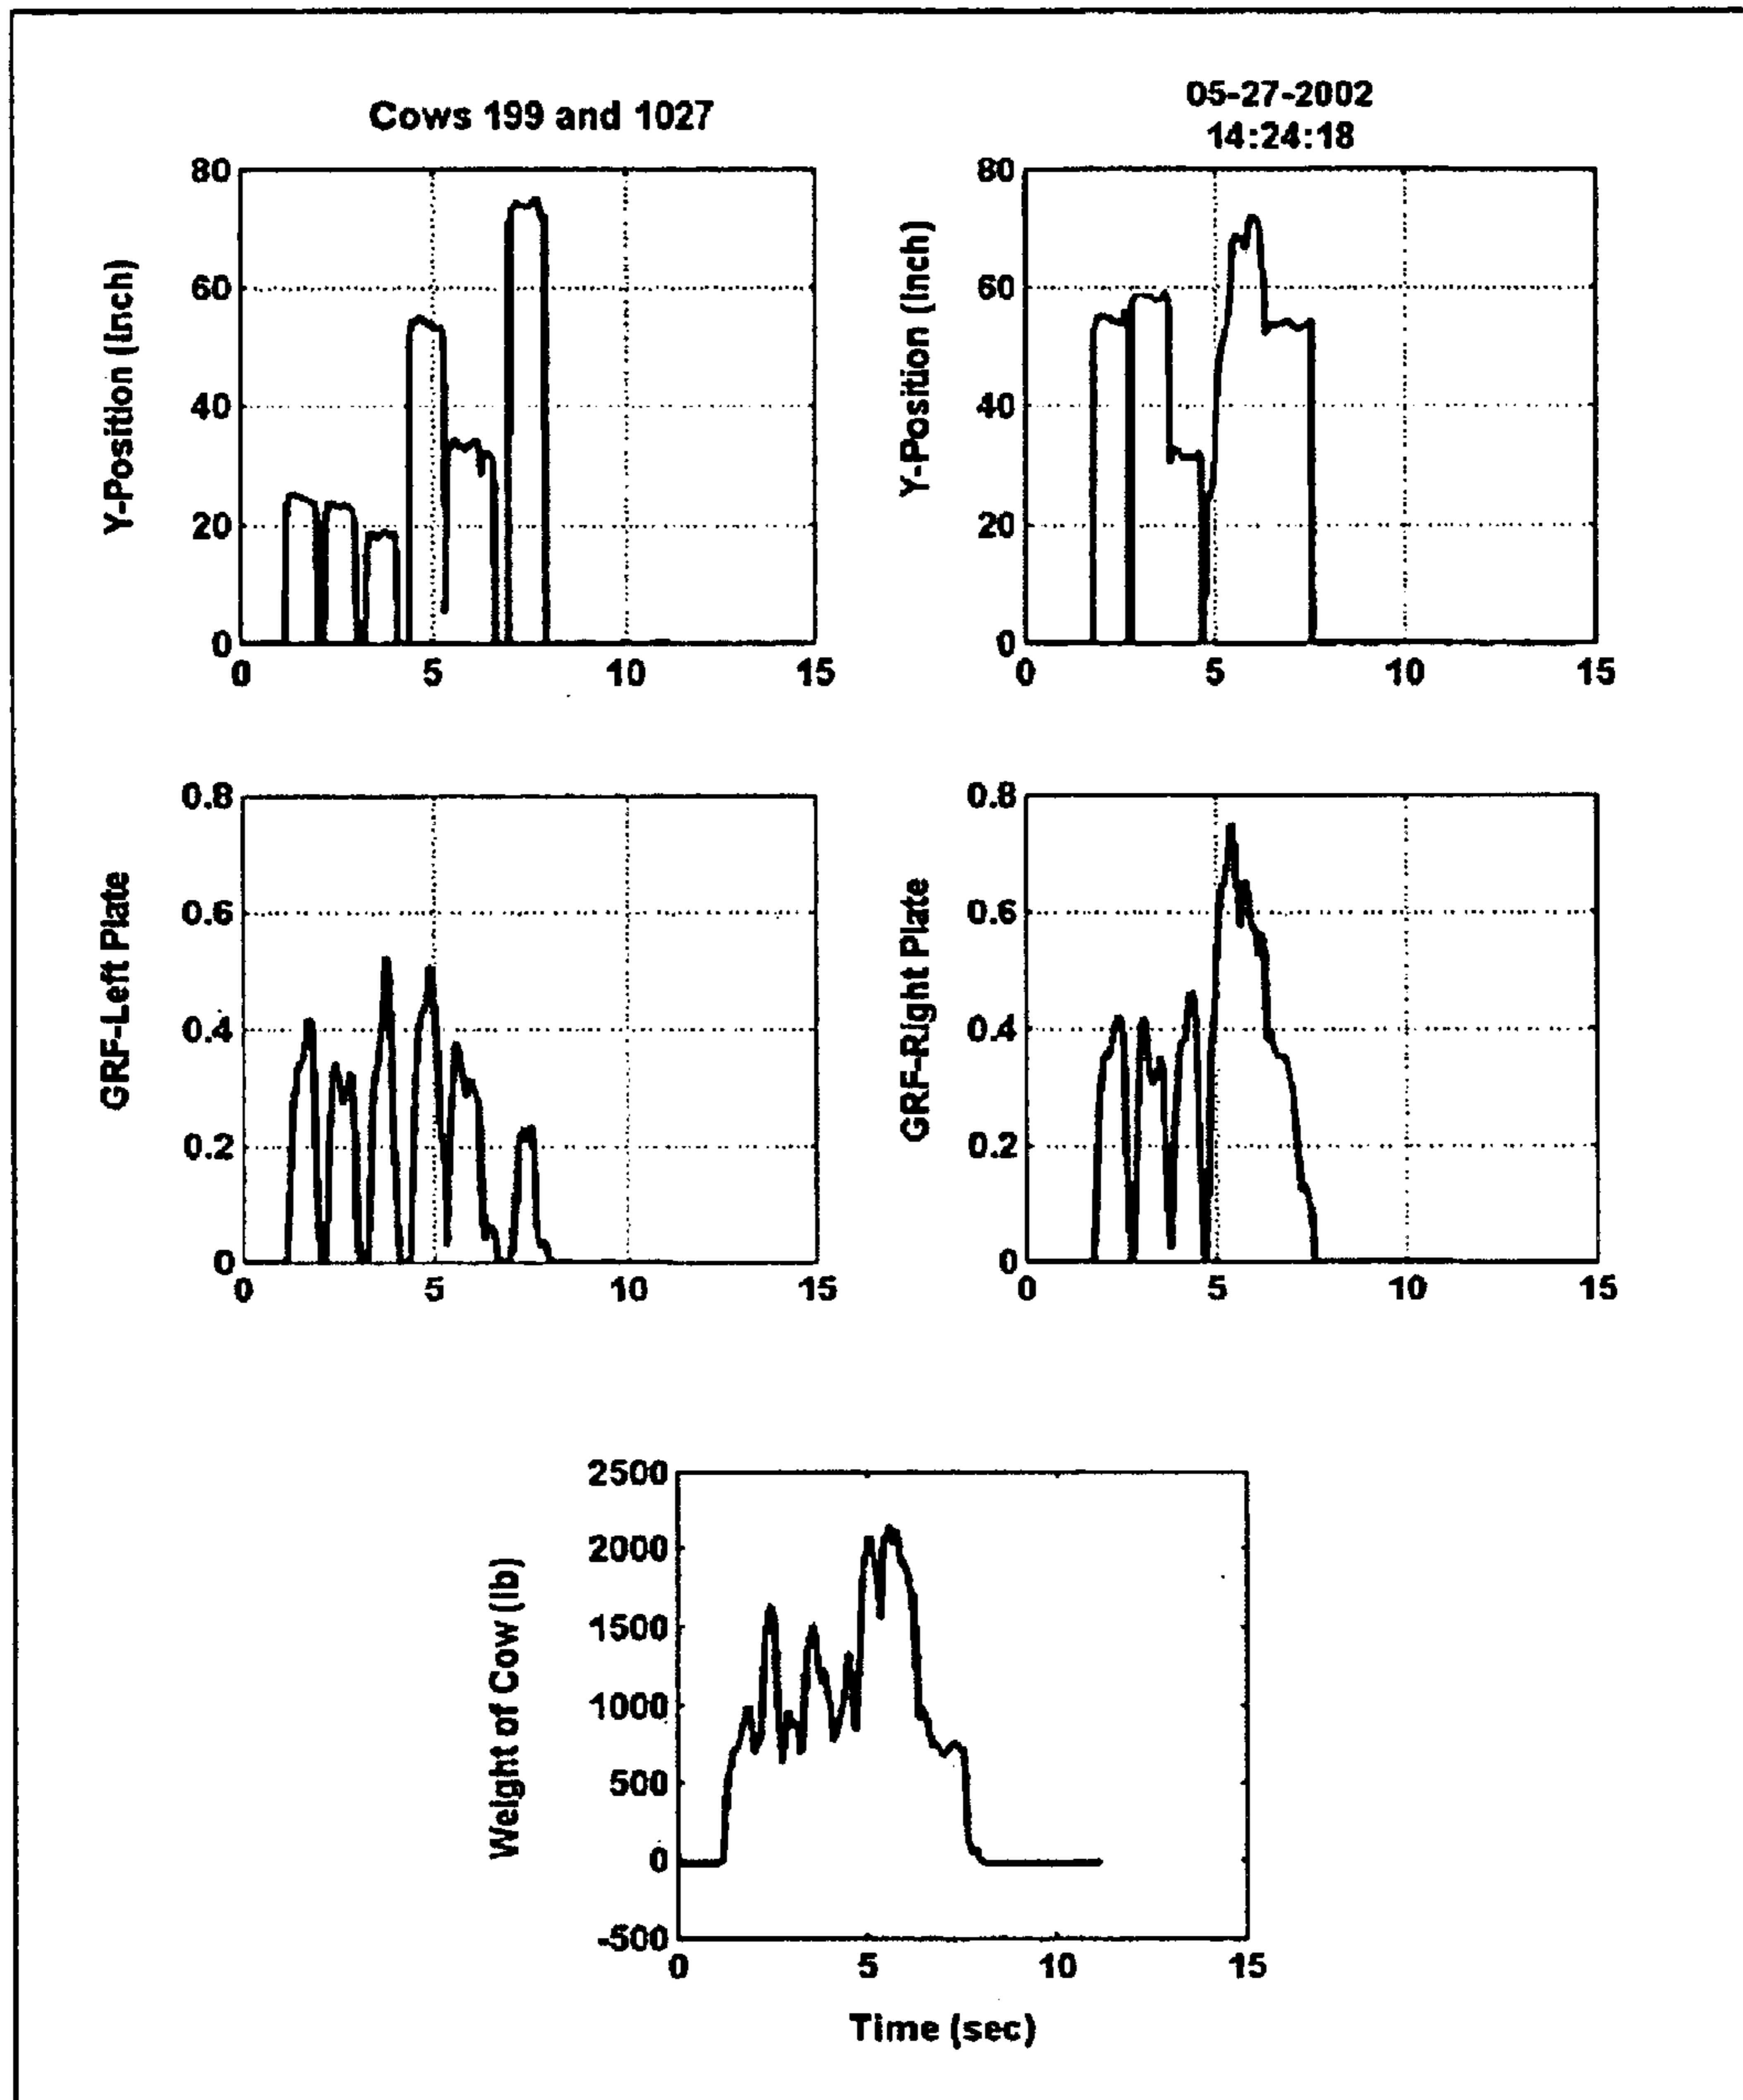 Cows 199 and 1027
05-27-2002
14:24:18
Y-Position (Inch)
80
60
40
20
0
0 5 10 15
Y-Position (Inch)
80
60
40
20
0
0 5 10 15
GRF-Left Plate
0.8
0.6
0.4
0.2
0
0 5 10 15
GRF-Right Plate
0.8
0.6
0.4
0.2
0
0 5 10 15
Weight of Cow (lb)
2500
2000
1500
1000
500
0
-500
0 5 10 15
Time (sec)